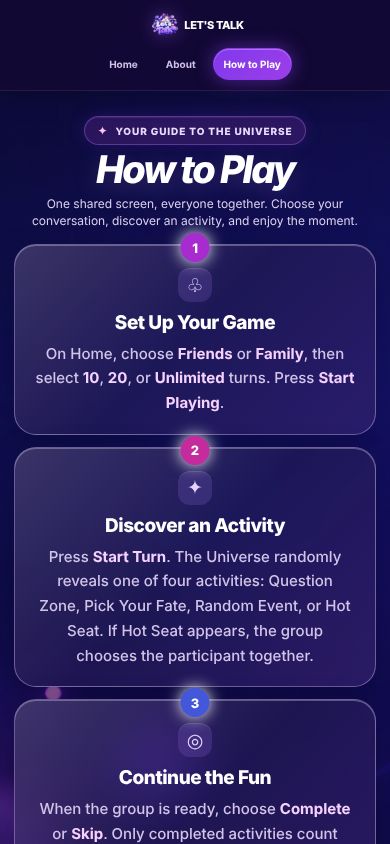 LET'S TALK
Home About How to Play
✦ YOUR GUIDE TO THE UNIVERSE
How to Play
One shared screen, everyone together. Choose your
conversation, discover an activity, and enjoy the moment.
1
Set Up Your Game
On Home, choose Friends or Family, then
select 10, 20, or Unlimited turns. Press Start
Playing.
2
Discover an Activity
Press Start Turn. The Universe randomly
reveals one of four activities: Question
Zone, Pick Your Fate, Random Event, or Hot
Seat. If Hot Seat appears, the group
chooses the participant together.
3
Continue the Fun
When the group is ready, choose Complete
or Skip. Only completed activities count